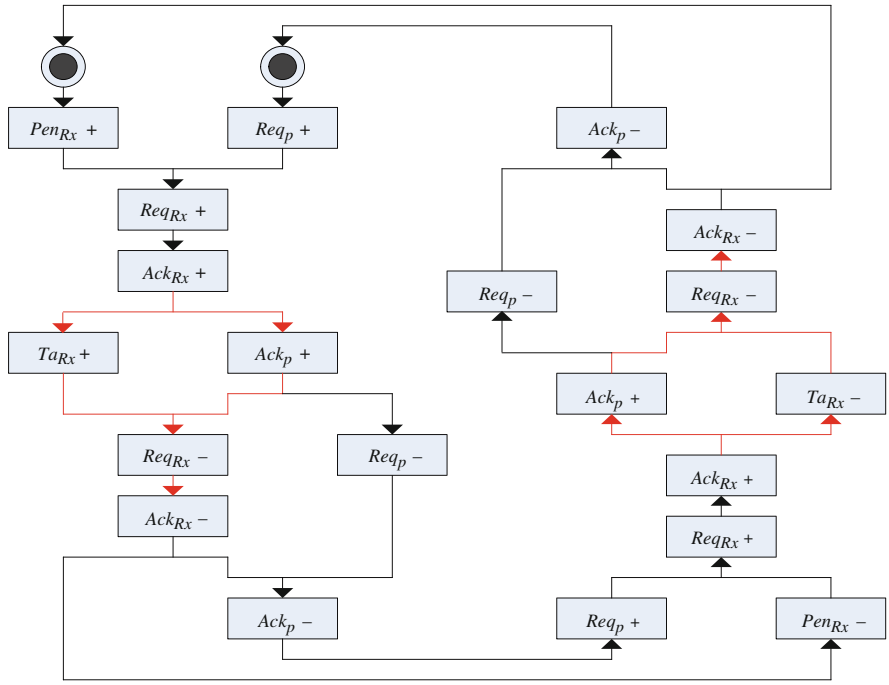 Pen_Rx +
Req_p +
Ack_p –
Req_Rx +
Ack_Rx –
Ack_Rx +
Req_p –
Req_Rx –
Ta_Rx +
Ack_p +
Ack_p +
Ta_Rx –
Req_Rx –
Req_p –
Ack_Rx +
Ack_Rx –
Req_Rx +
Ack_p –
Req_p +
Pen_Rx –